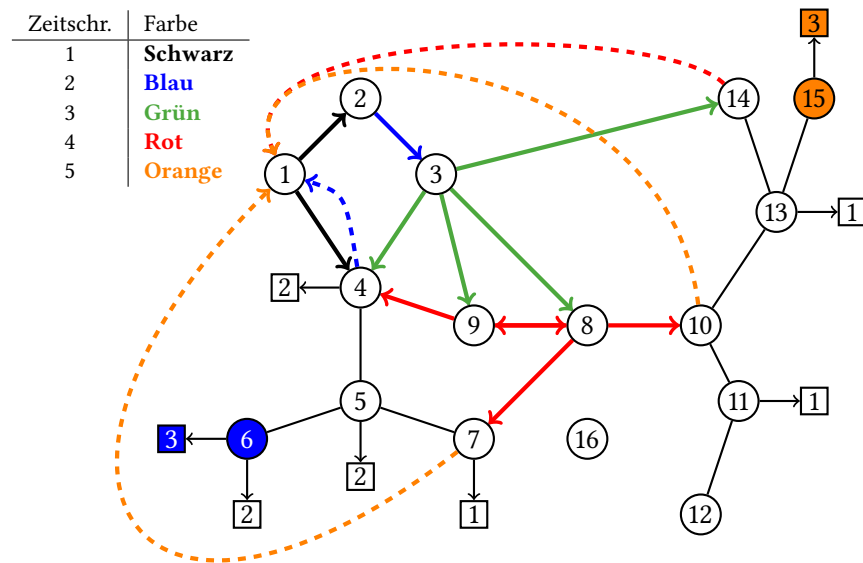 Zeitschr. Farbe
1 Schwarz
2 Blau
3 Grün
4 Rot
5 Orange
3
2 14 15
1 3
13 1
2 4
9 8 10
5 11 1
3 6 7 16
2
2 1 12